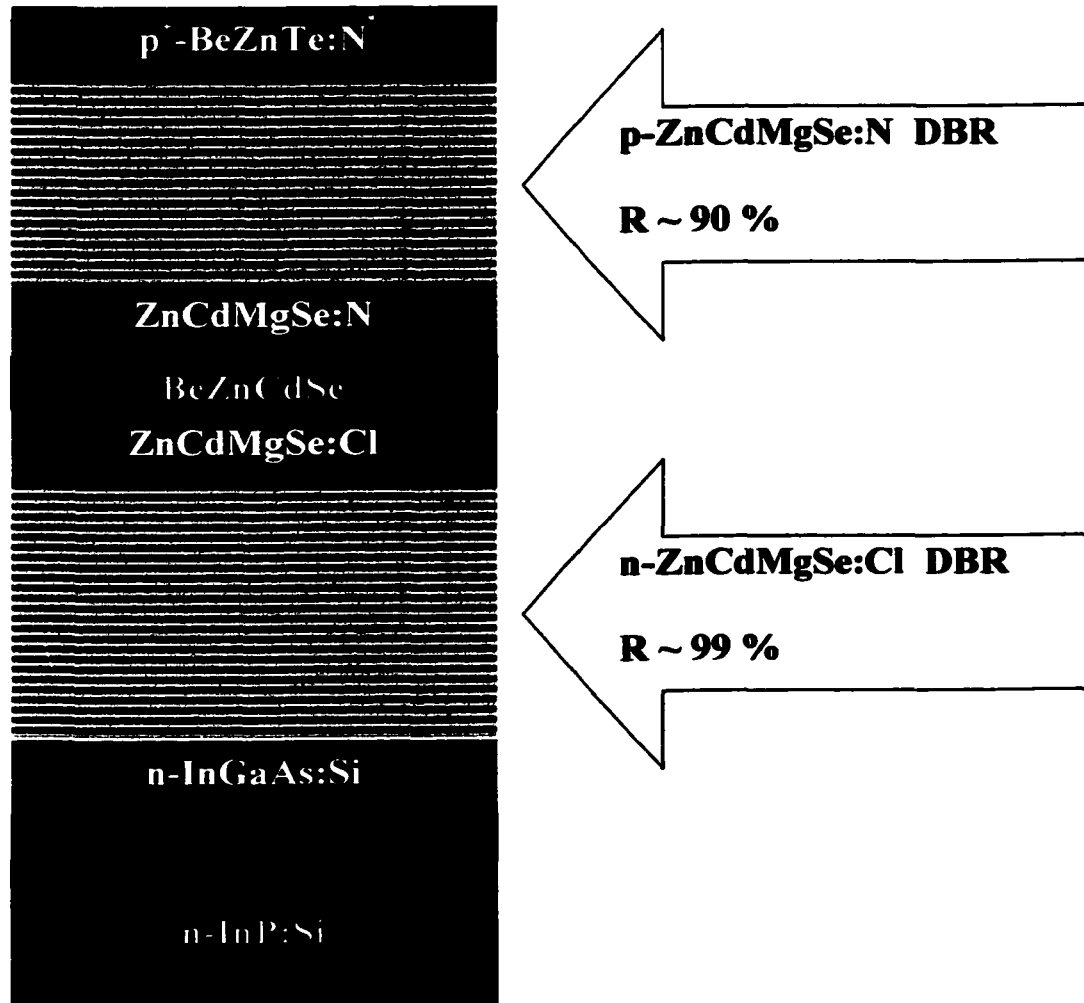 p⁺-BeZnTe:N
p-ZnCdMgSe:N DBR
R ~ 90 %
ZnCdMgSe:N
BeZnCdSe
ZnCdMgSe:Cl
n-ZnCdMgSe:Cl DBR
R ~ 99 %
n-InGaAs:Si
n-InP:Si